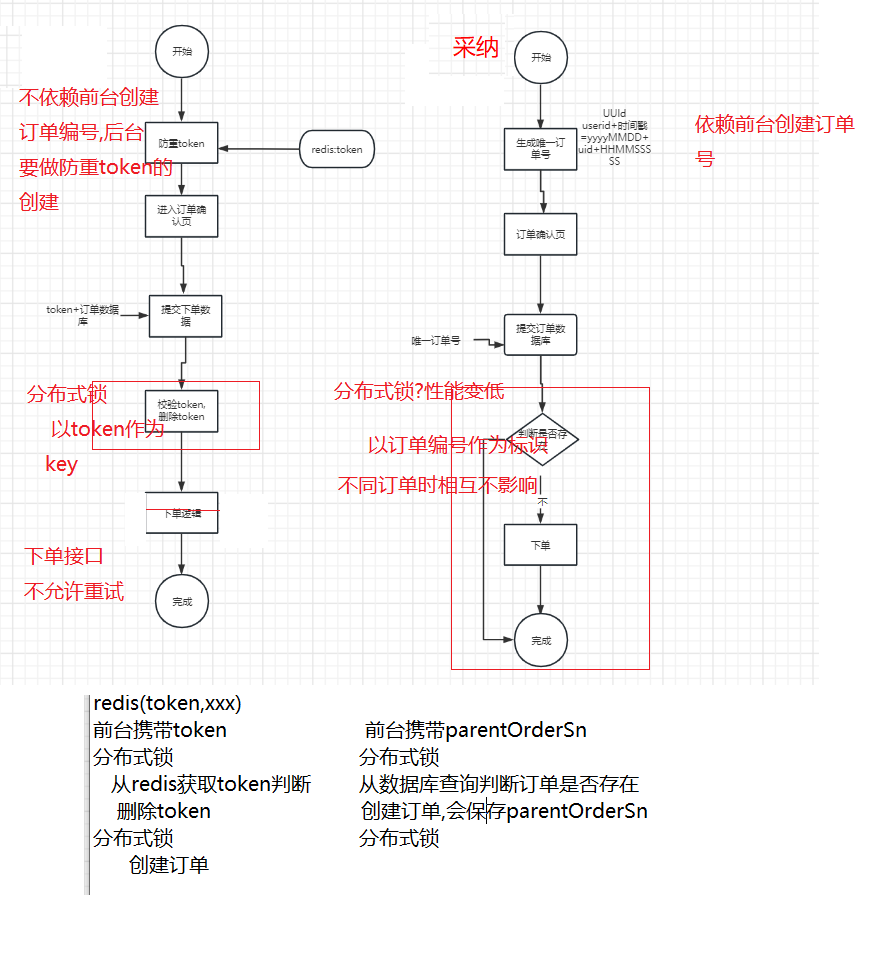 开始
不依赖前台创建
订单编号,后台
要做防重token的
创建
防重token
redis:token
进入订单确
认页
token+订单数据
库
提交下单数
据
分布式锁
以token作为
key
校验token,
删除token
下单逻辑
下单接口
不允许重试
完成
采纳
开始
UUId
userid+时间戳
=yyyyMMDD+
uid+HHMMSSS
SS
依赖前台创建订单
号
生成唯一订
单号
订单确认页
唯一订单号
提交订单数
据库
分布式锁?性能变低
判断是否存
以订单编号作为标识
不同订单时相互不影响
不
下单
完成
redis(token,xxx)
前台携带token
分布式锁
从redis获取token判断
删除token
分布式锁
创建订单
前台携带parentOrderSn
分布式锁
从数据库查询判断订单是否存在
创建订单,会保存parentOrderSn
分布式锁